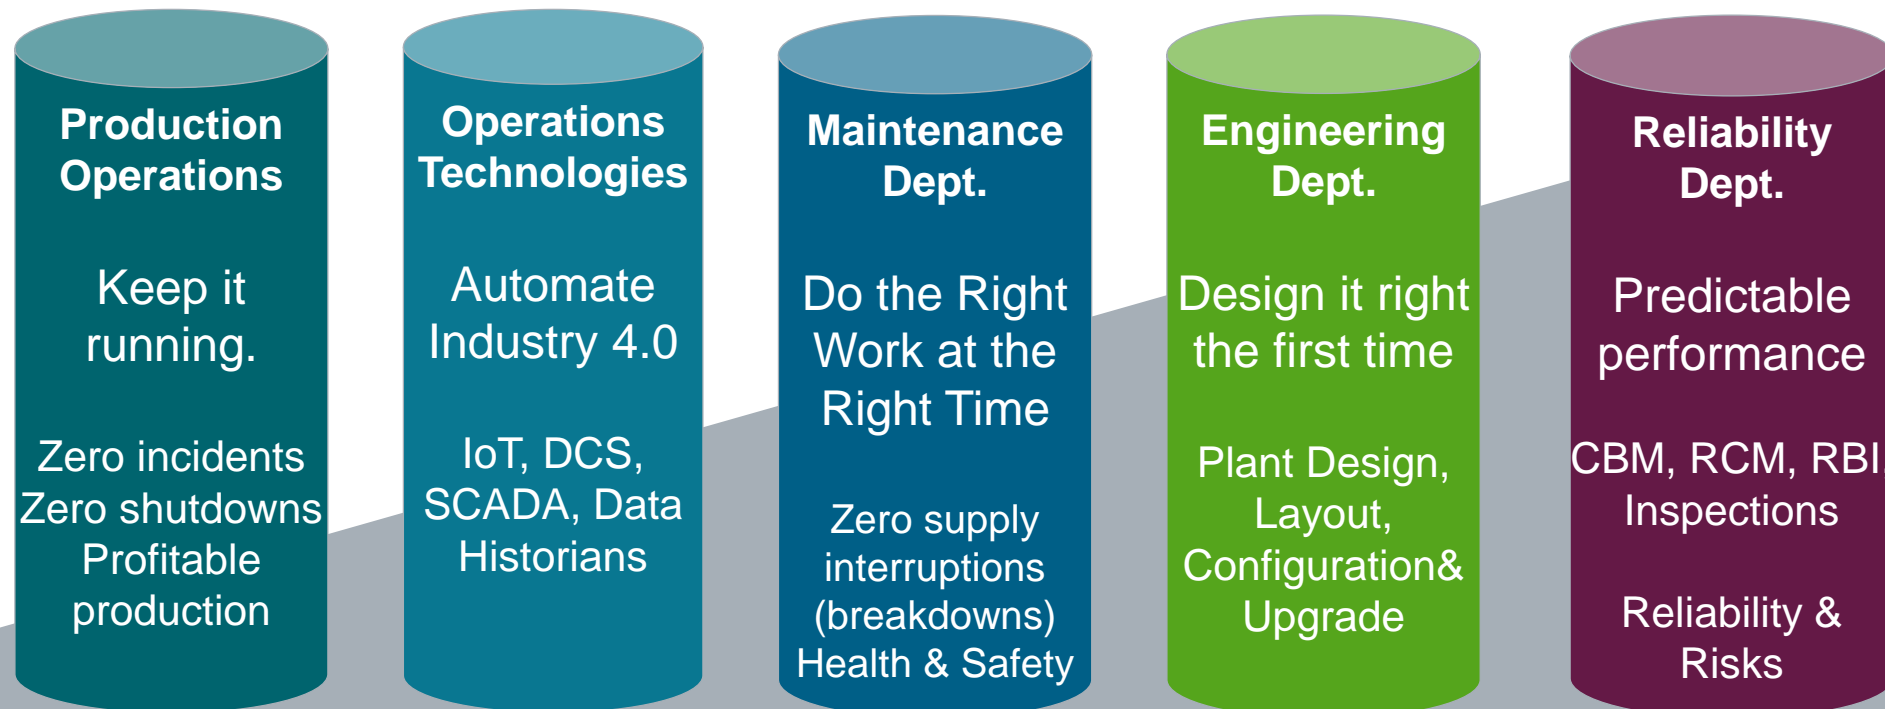 Production
Operations
Keep it
running.
Zero incidents
Zero shutdowns
Profitable
production
Operations
Technologies
Automate
Industry 4.0
IoT, DCS,
SCADA, Data
Historians
Maintenance
Dept.
Do the Right
Work at the
Right Time
Zero supply
interruptions
(breakdowns)
Health & Safety
Engineering
Dept.
Design it right
the first time
Plant Design,
Layout,
Configuration&
Upgrade
Reliability
Dept.
Predictable
performance
CBM, RCM, RBI,
Inspections
Reliability &
Risks